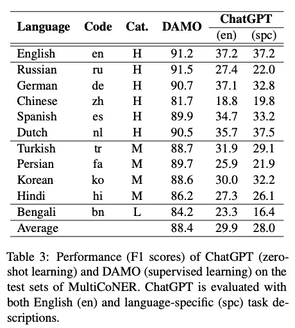 Language Code Cat. DAMO ChatGPT
(en) (spc)
English en H 91.2 37.2 37.2
Russian ru H 91.5 27.4 22.0
German de H 90.7 37.1 32.8
Chinese zh H 81.7 18.8 19.8
Spanish es H 89.9 34.7 33.2
Dutch nl H 90.5 35.7 37.5
Turkish tr M 88.7 31.9 29.1
Persian fa M 89.7 25.9 21.9
Korean ko M 88.6 30.0 32.2
Hindi hi M 86.2 27.3 26.1
Bengali bn L 84.2 23.3 16.4
Average 88.4 29.9 28.0
Table 3: Performance (F1 scores) of ChatGPT (zero-
shot learning) and DAMO (supervised learning) on the
test sets of MultiCoNER. ChatGPT is evaluated with
both English (en) and language-specific (spc) task de-
scriptions.